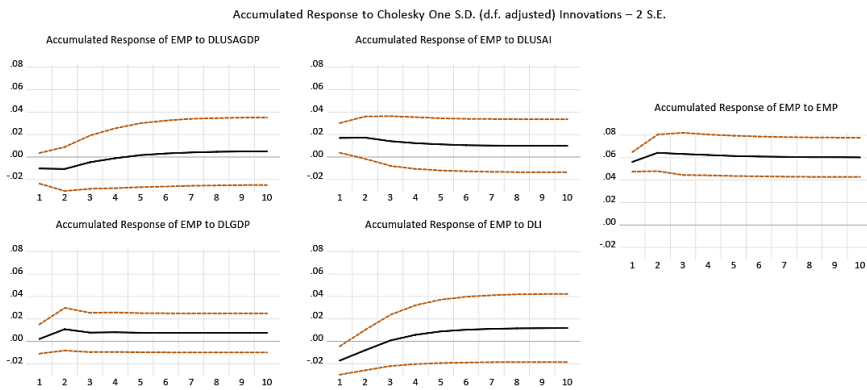 Accumulated Response to Cholesky One S.D. (d.f. adjusted) Innovations – 2 S.E.
Accumulated Response of EMP to DLUSAGDP
.08
.06
.04
.02
.00
-.02
1 2 3 4 5 6 7 8 9 10
Accumulated Response of EMP to DLUSAI
.08
.06
.04
.02
.00
-.02
1 2 3 4 5 6 7 8 9 10
Accumulated Response of EMP to EMP
.08
.06
.04
.02
.00
-.02
1 2 3 4 5 6 7 8 9 10
Accumulated Response of EMP to DLGDP
.08
.06
.04
.02
.00
-.02
1 2 3 4 5 6 7 8 9 10
Accumulated Response of EMP to DLI
.08
.06
.04
.02
.00
-.02
1 2 3 4 5 6 7 8 9 10